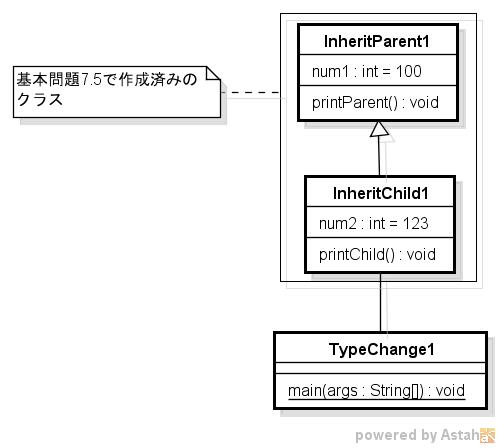 InheritParent1
num1 : int = 100
printParent() : void
基本問題7.5で作成済みの
クラス
InheritChild1
num2 : int = 123
printChild() : void
TypeChange1
main(args : String[]) : void
powered by Astah